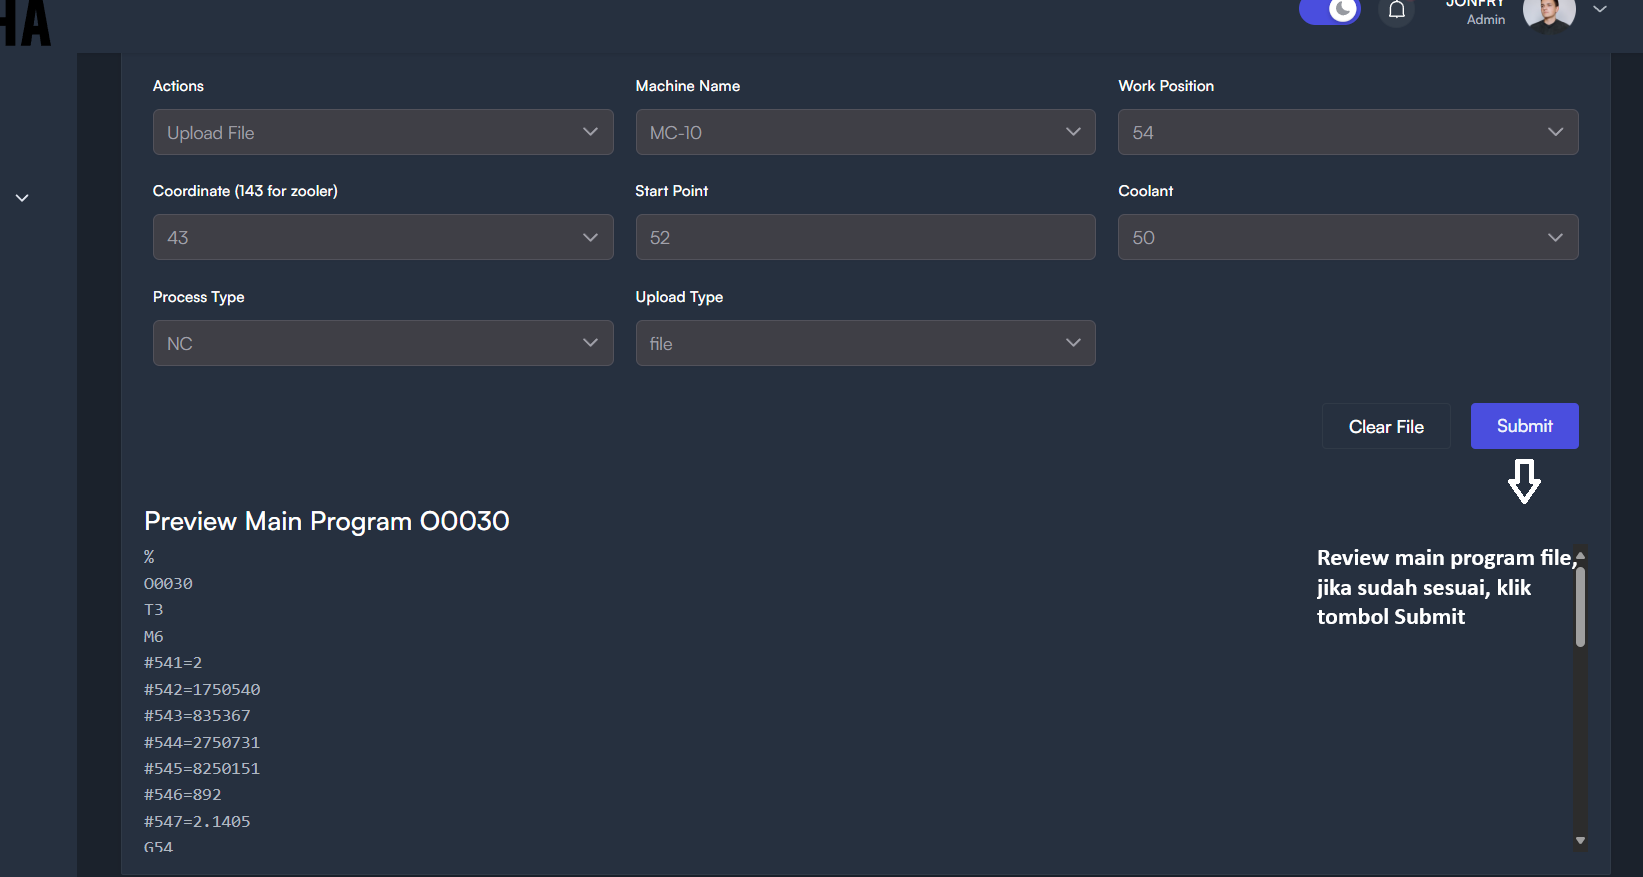 HA
JONFRY
Admin
Actions
Machine Name
Work Position
Upload File
MC-10
54
Coordinate (143 for zooler)
Start Point
Coolant
43
52
50
Process Type
Upload Type
NC
file
Clear File
Submit
Preview Main Program O0030
%
O0030
T3
M6
#541=2
#542=1750540
#543=835367
#544=2750731
#545=8250151
#546=892
#547=2.1405
G54
Review main program file,
jika sudah sesuai, klik
tombol Submit